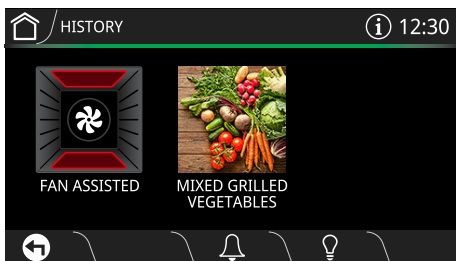 HISTORY
12:30
FAN ASSISTED
MIXED GRILLED
VEGETABLES